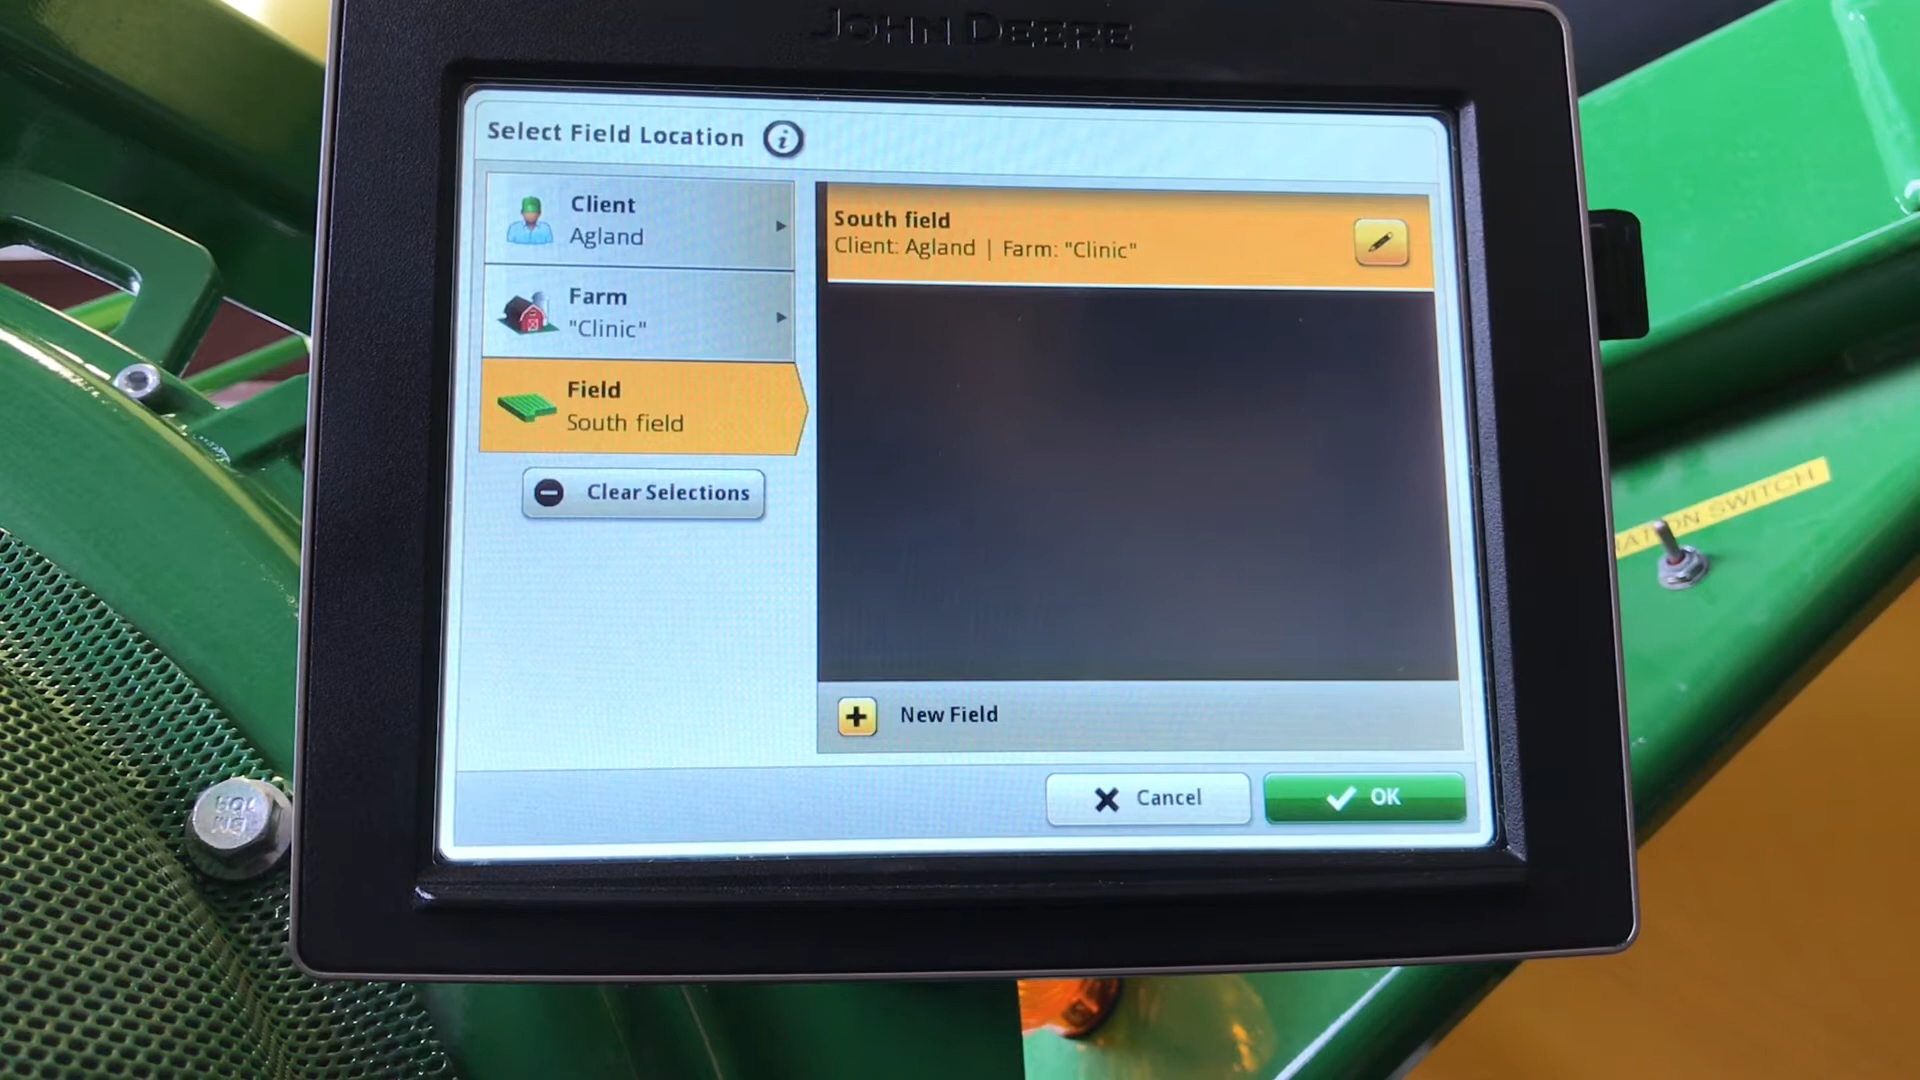 JOHN DEERE
Select Field Location
Client
Agland
Farm
"Clinic"
Field
South field
Clear Selections
South field
Client: Agland | Farm: "Clinic"
New Field
Cancel
OK
SWITCH